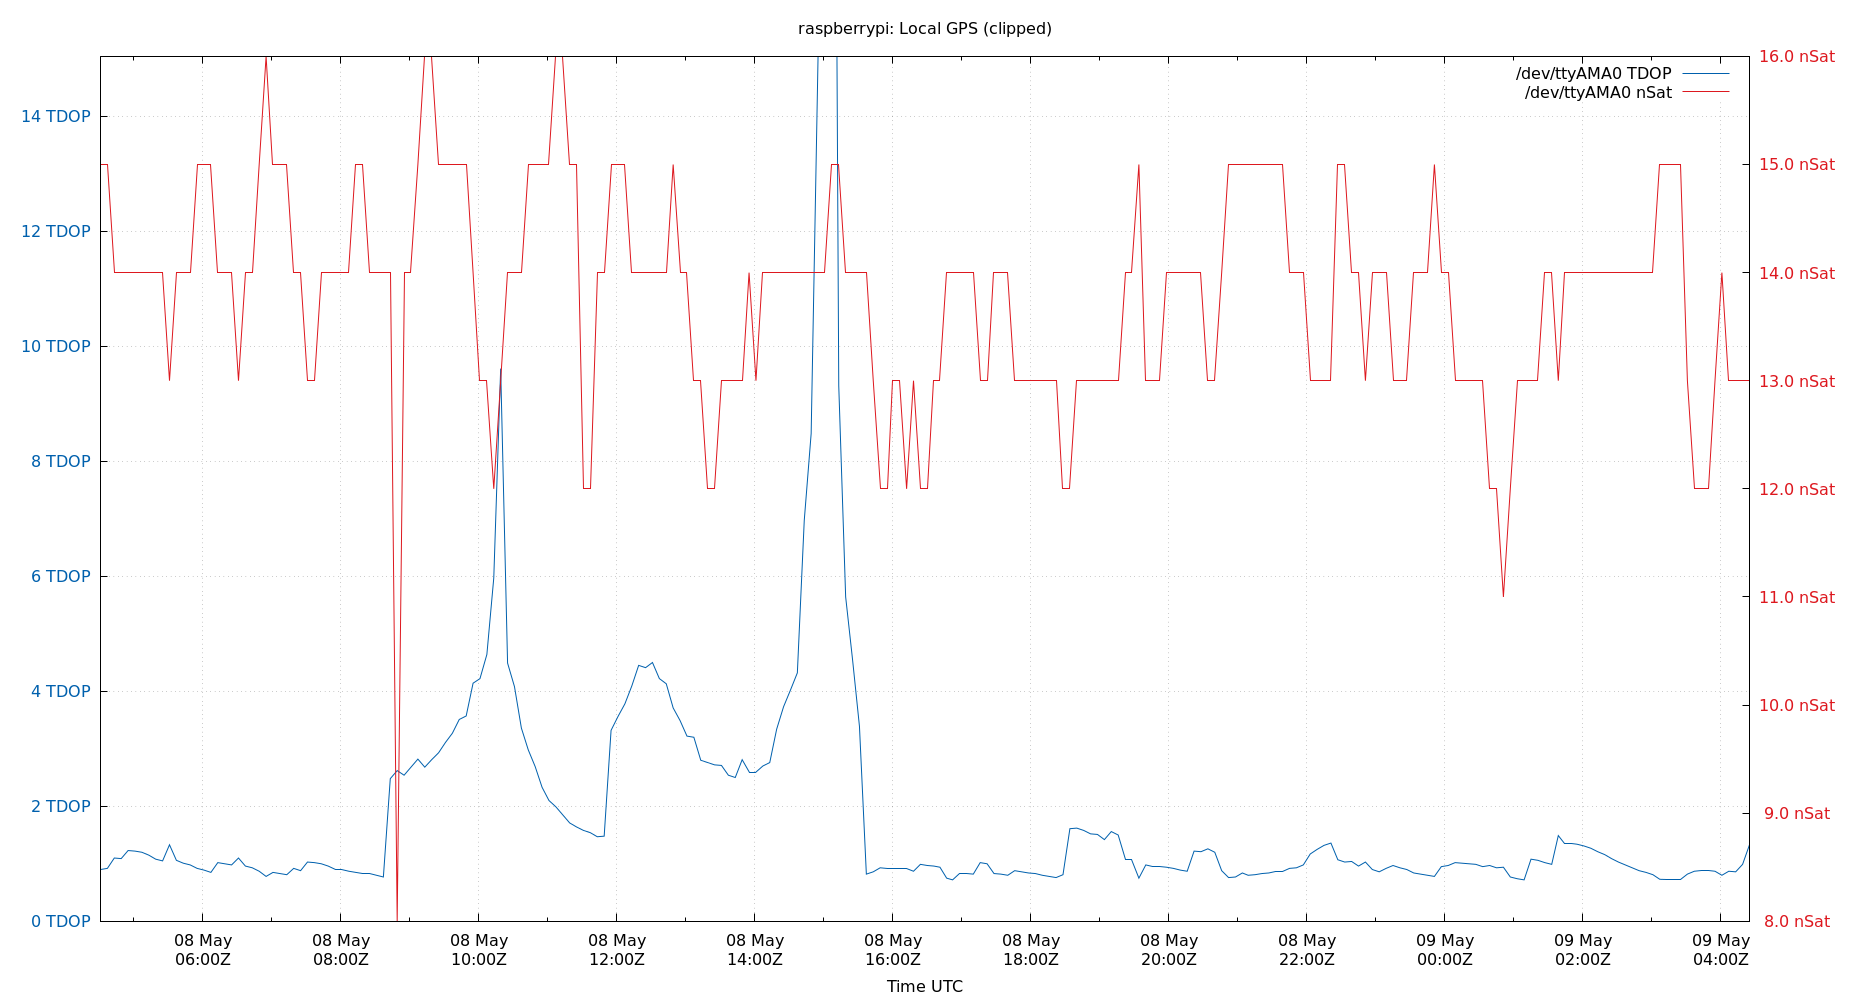 raspberrypi: Local GPS (clipped)
/dev/ttyAMA0 TDOP
/dev/ttyAMA0 nSat
14 TDOP
12 TDOP
10 TDOP
8 TDOP
6 TDOP
4 TDOP
2 TDOP
0 TDOP
16.0 nSat
15.0 nSat
14.0 nSat
13.0 nSat
12.0 nSat
11.0 nSat
10.0 nSat
9.0 nSat
8.0 nSat
08 May
06:00Z
08 May
08:00Z
08 May
10:00Z
08 May
12:00Z
08 May
14:00Z
08 May
16:00Z
08 May
18:00Z
08 May
20:00Z
08 May
22:00Z
09 May
00:00Z
09 May
02:00Z
09 May
04:00Z
Time UTC